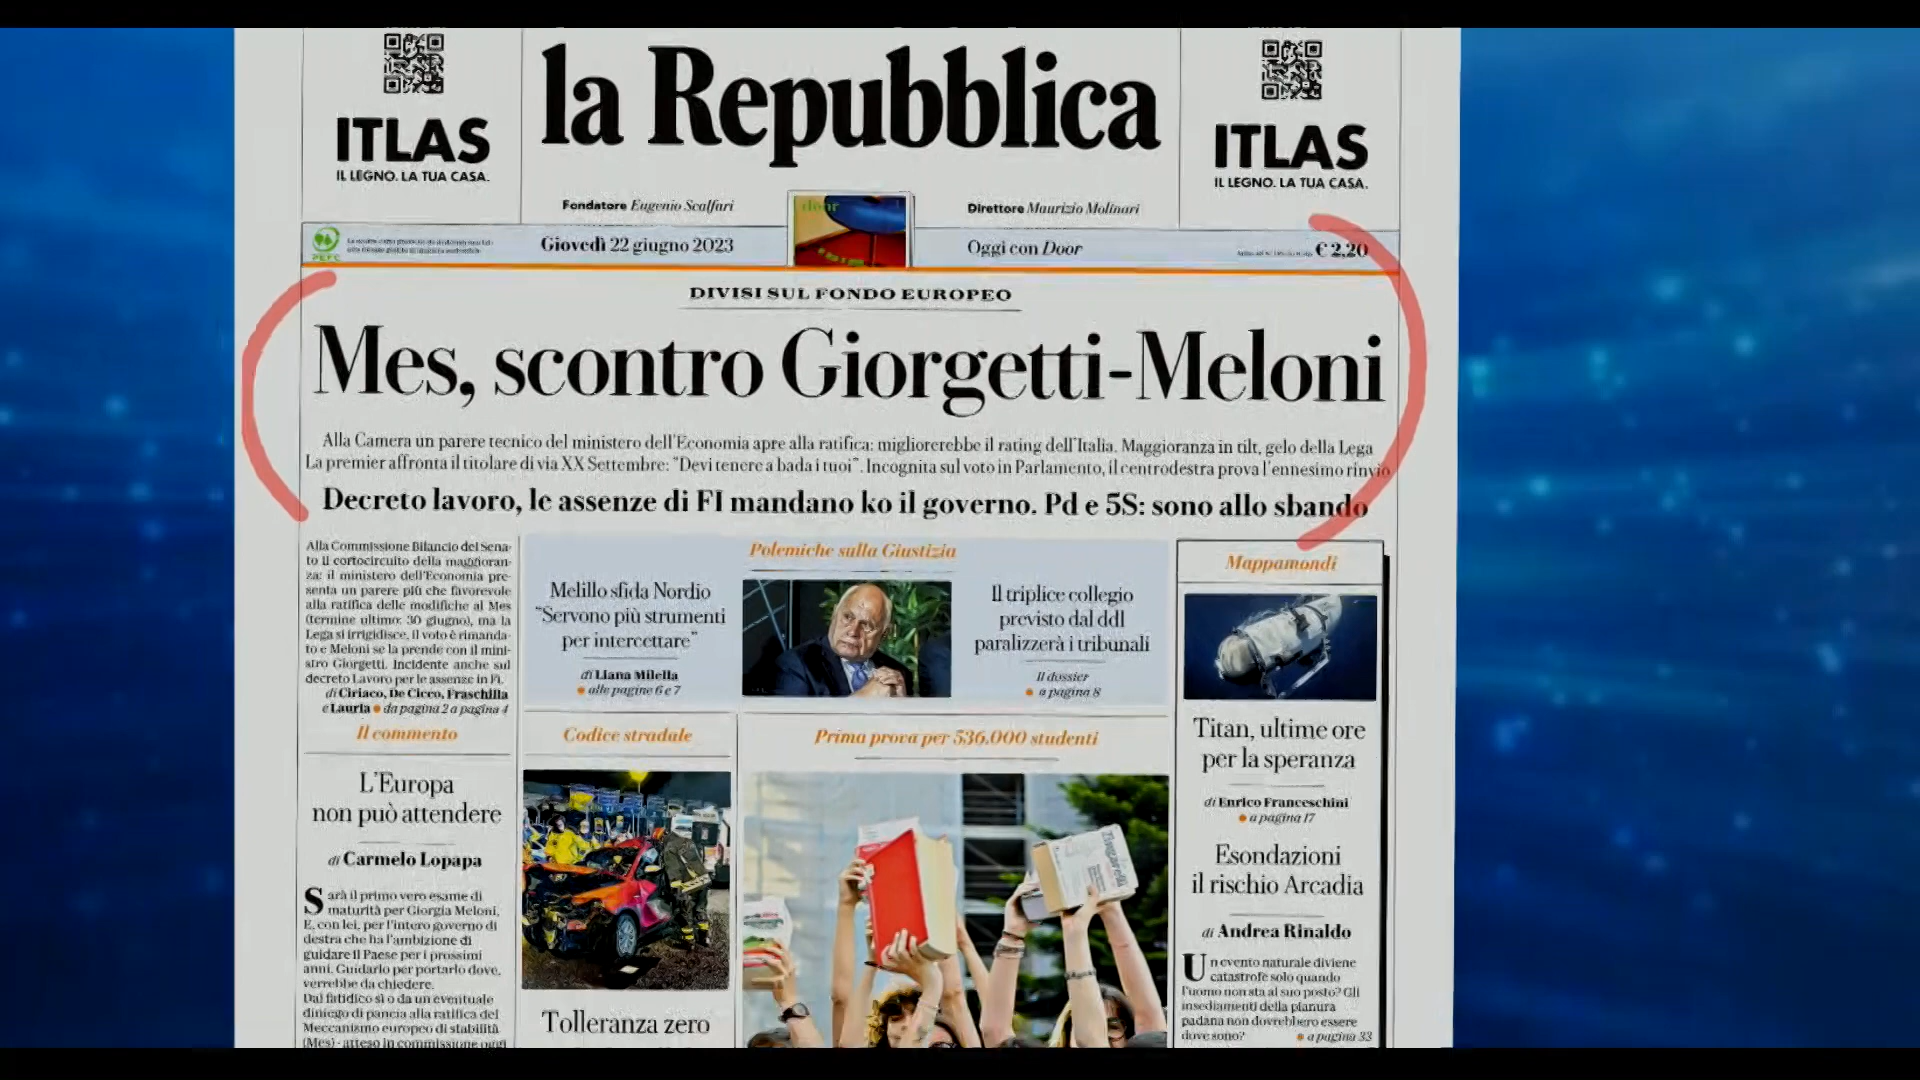 ITLAS
IL LEGNO. LA TUA CASA.
la Repubblica
ITLAS
IL LEGNO. LA TUA CASA.
Fondatore Eugenio Scalfari
Direttore Maurizio Molinari
door
PEFC
Giovedì 22 giugno 2023
Oggi con Door
€ 2,20
DIVISI SUL FONDO EUROPEO
Mes, scontro Giorgetti-Meloni
Alla Camera un parere tecnico del ministero dell'Economia apre alla ratifica: migliorerebbe il rating dell'Italia. Maggioranza in tilt, gelo della Lega
La premier affronta il titolare di via XX Settembre: "Devi tenere a bada i tuoi". Incognita sul voto in Parlamento, il centrodestra prova l'ennesimo rinvio
Decreto lavoro, le assenze di FI mandano ko il governo. Pd e 5S: sono allo sbando
Alla Commissione Bilancio del Sena-
to il cortocircuito della maggioran-
za: il ministero dell'Economia pre-
senta un parere più che favorevole
alla ratifica delle modifiche al Mes
(termine ultimo: 30 giugno), ma la
Lega si irrigidisce, il voto è rimanda-
to e Meloni se la prende con il mini-
stro Giorgetti. Incidente anche sul
decreto Lavoro per le assenze in FI.
di Ciriaco, De Cicco, Fraschilla
e Lauria • da pagina 2 a pagina 4
Il commento
L'Europa
non può attendere
di Carmelo Lopapa
Sarà il primo vero esame di
maturità per Giorgia Meloni.
E, con lei, per l'intero governo di
destra che ha l'ambizione di
guidare il Paese per i prossimi
anni. Guidarlo per portarlo dove,
verrebbe da chiedere.
Dal fatidico sì o da un eventuale
diniego di pancia alla ratifica del
Meccanismo europeo di stabilità
(Mes) - atteso in commissione oggi
Polemiche sulla Giustizia
Melillo sfida Nordio
"Servono più strumenti
per intercettare"
di Liana Milella
• alle pagine 6 e 7
Il triplice collegio
previsto dal ddl
paralizzerà i tribunali
Il dossier
• a pagina 8
Codice stradale
Tolleranza zero
Prima prova per 536.000 studenti
Zingarelli
Mappamondi
Titan, ultime ore
per la speranza
di Enrico Franceschini
• a pagina 17
Esondazioni
il rischio Arcadia
di Andrea Rinaldo
Un evento naturale diviene
catastrofe solo quando
l'uomo non sta al suo posto? Gli
insediamenti della pianura
padana non dovrebbero essere
dove sono?
• a pagina 33